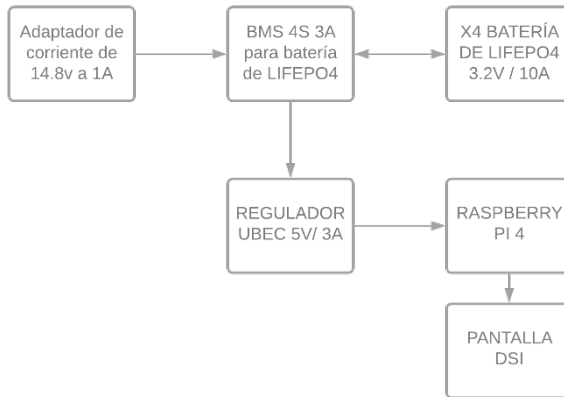 Adaptador de
corriente de
14.8v a 1A
BMS 4S 3A
para batería
de LIFEPO4
X4 BATERÍA
DE LIFEPO4
3.2V / 10A
REGULADOR
UBEC 5V/ 3A
RASPBERRY
PI 4
PANTALLA
DSI